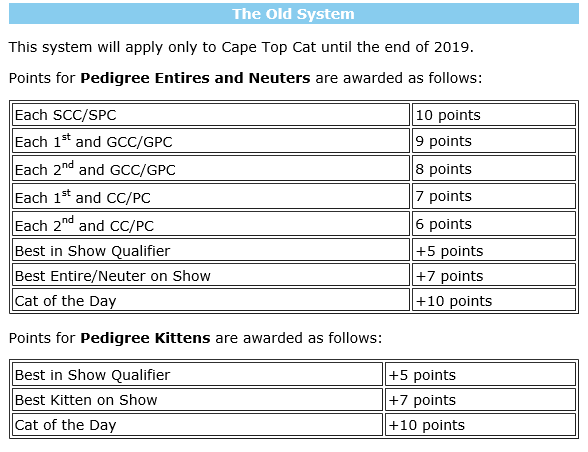 The Old System
This system will apply only to Cape Top Cat until the end of 2019.
Points for Pedigree Entires and Neuters are awarded as follows:
Each SCC/SPC 10 points
Each 1st and GCC/GPC 9 points
Each 2nd and GCC/GPC 8 points
Each 1st and CC/PC 7 points
Each 2nd and CC/PC 6 points
Best in Show Qualifier +5 points
Best Entire/Neuter on Show +7 points
Cat of the Day +10 points
Points for Pedigree Kittens are awarded as follows:
Best in Show Qualifier +5 points
Best Kitten on Show +7 points
Cat of the Day +10 points